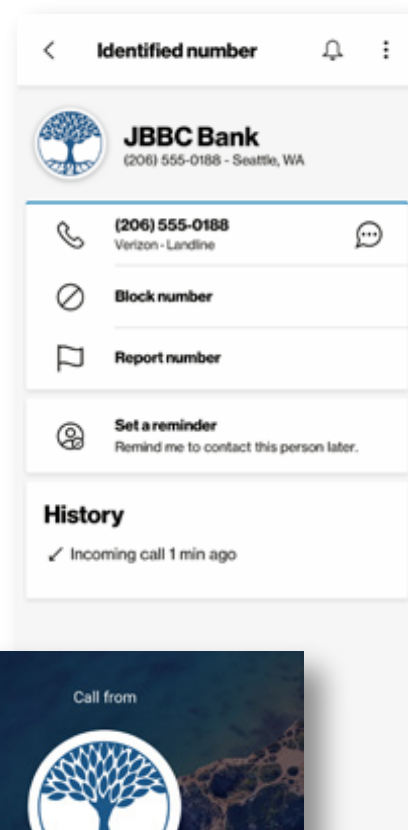 Identified number
JBBC Bank
(206) 555-0188 - Seattle, WA
(206) 555-0188
Verizon - Landline
Block number
Report number
Set a reminder
Remind me to contact this person later.
History
Incoming call 1 min ago
Call from